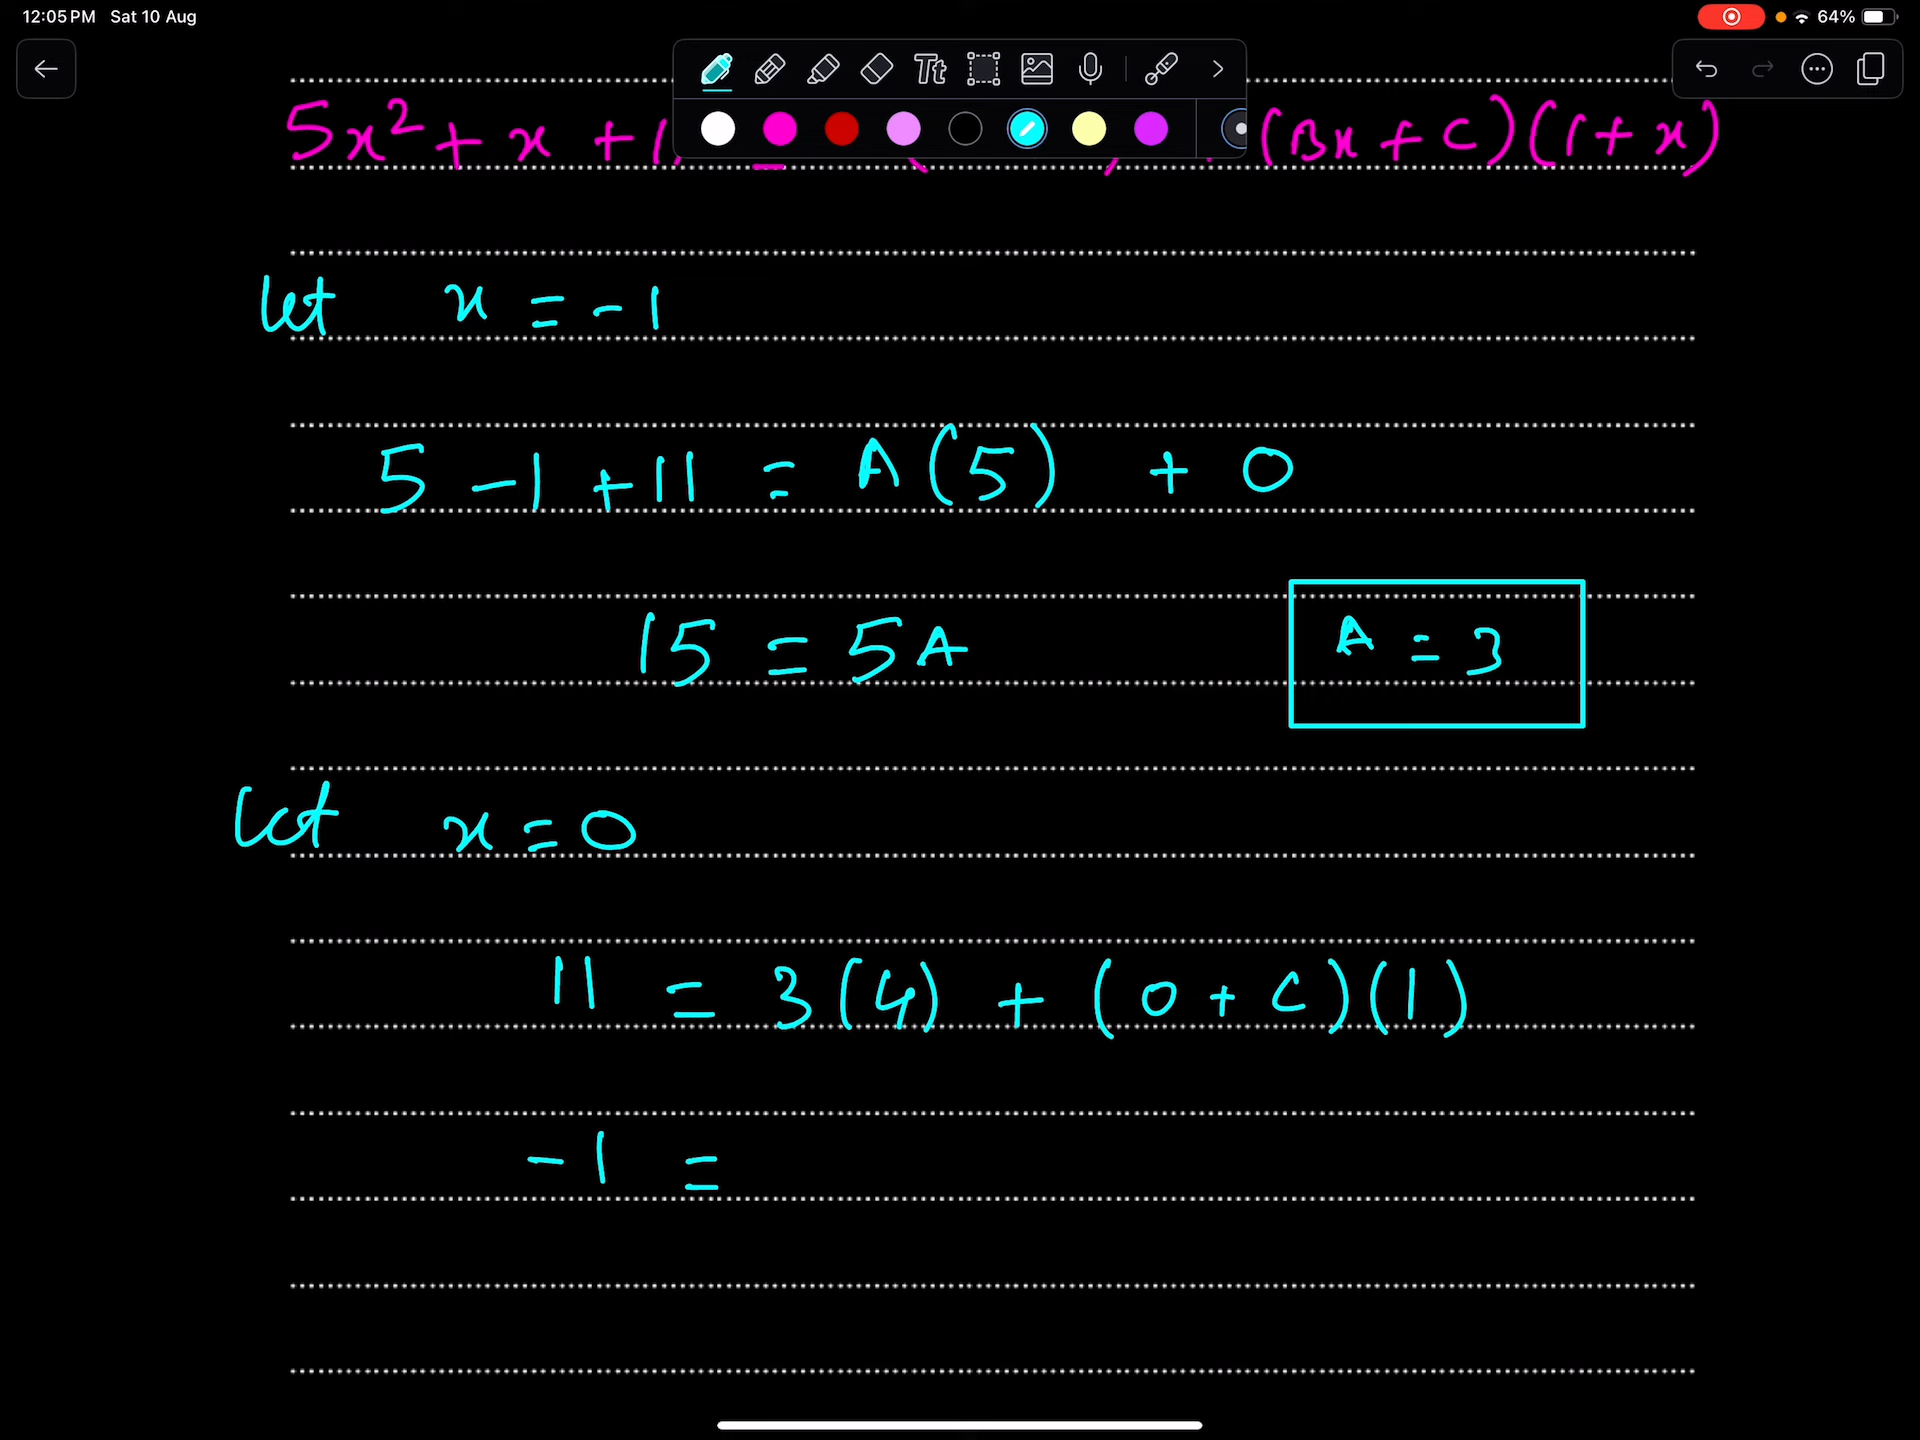 12:05 PM Sat 10 Aug 64%
Tt
5x² + x + 1 (Bx + C)(1 + x)
let x = -1
5 - 1 + 11 = A(5) + 0
15 = 5A
A = 3
let x = 0
11 = 3(4) + (0 + C)(1)
-1 =